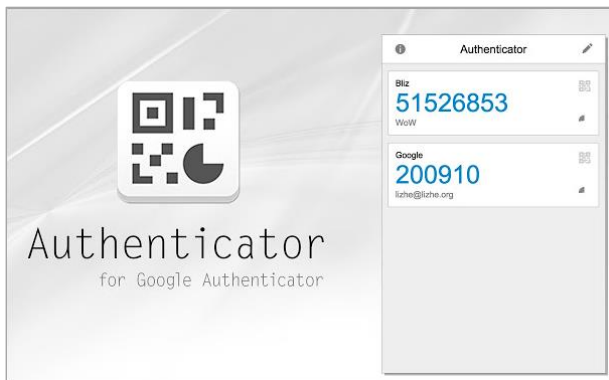 Authenticator
for Google Authenticator
Authenticator
Bliz
51526853
WoW
Google
200910
lizhe@lizhe.org